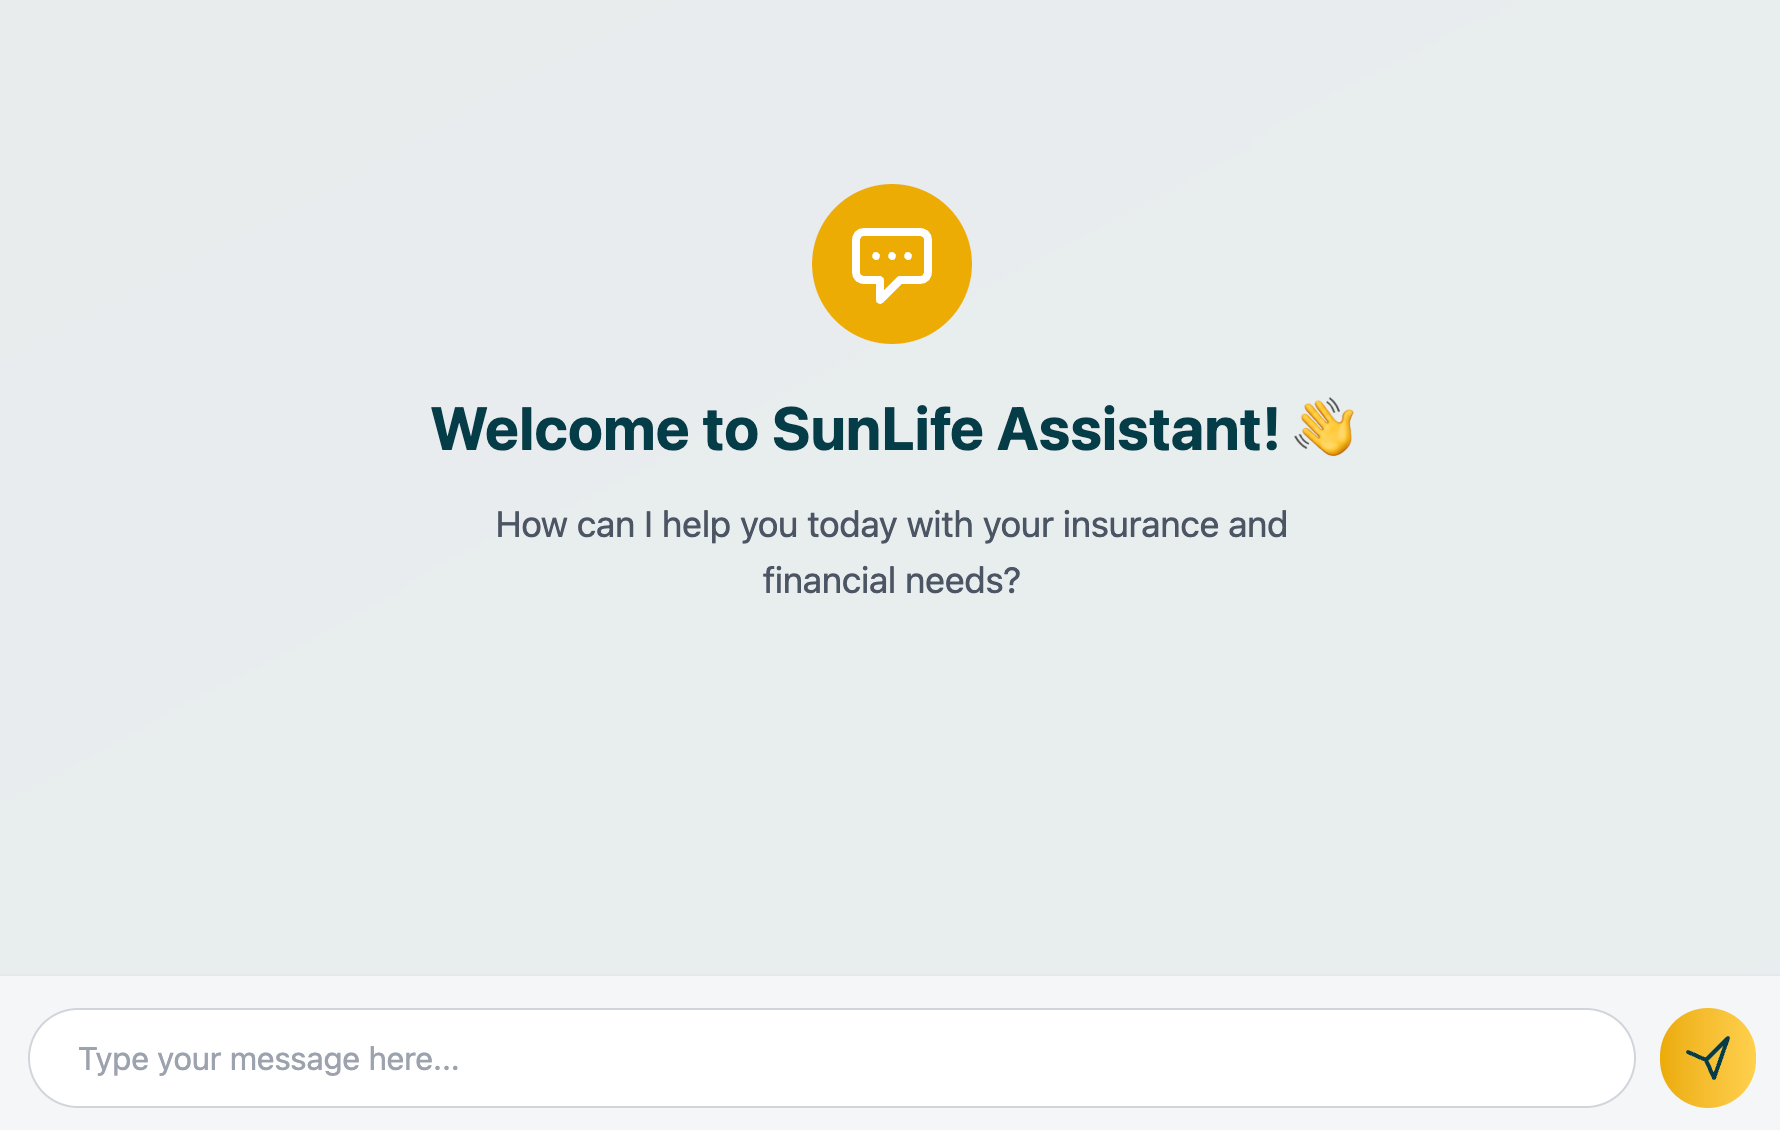 Welcome to SunLife Assistant! 👋
How can I help you today with your insurance and
financial needs?
Type your message here...